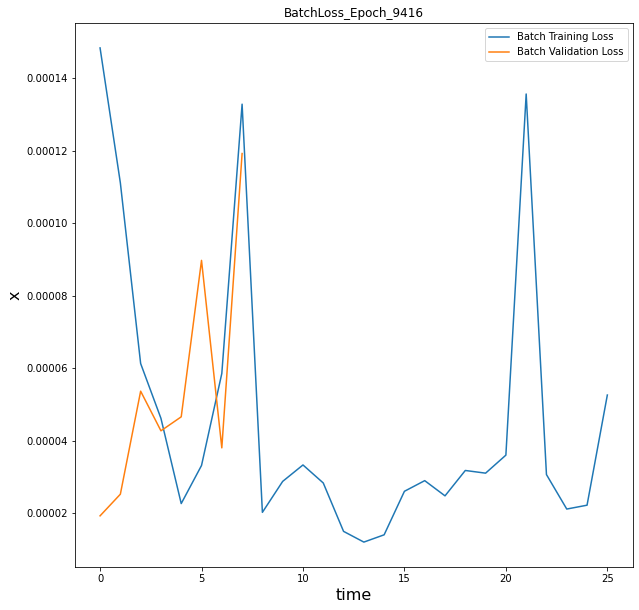 BatchLoss_Epoch_9416
Batch Training Loss
Batch Validation Loss
0.00014
0.00012
0.00010
0.00008
0.00006
0.00004
0.00002
x
0 5 10 15 20 25
time